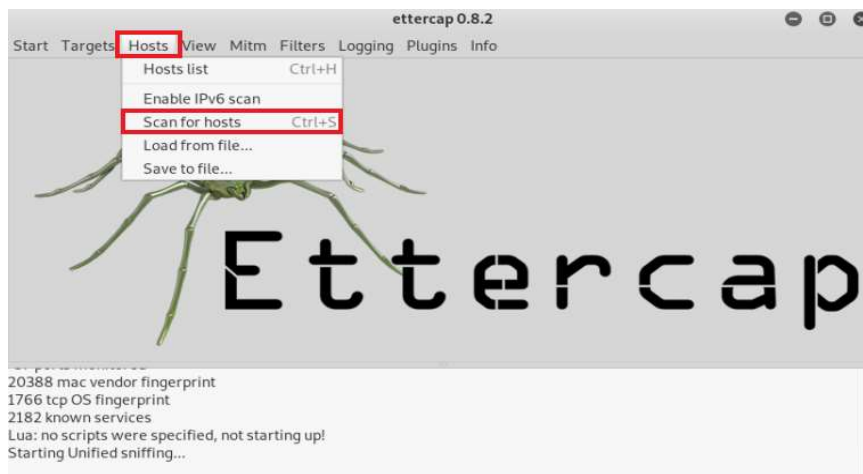 ettercap 0.8.2
Start Targets Hosts View Mitm Filters Logging Plugins Info
Hosts list Ctrl+H
Enable IPv6 scan
Scan for hosts Ctrl+S
Load from file...
Save to file...
Ettercap
20388 mac vendor fingerprint
1766 tcp OS fingerprint
2182 known services
Lua: no scripts were specified, not starting up!
Starting Unified sniffing...